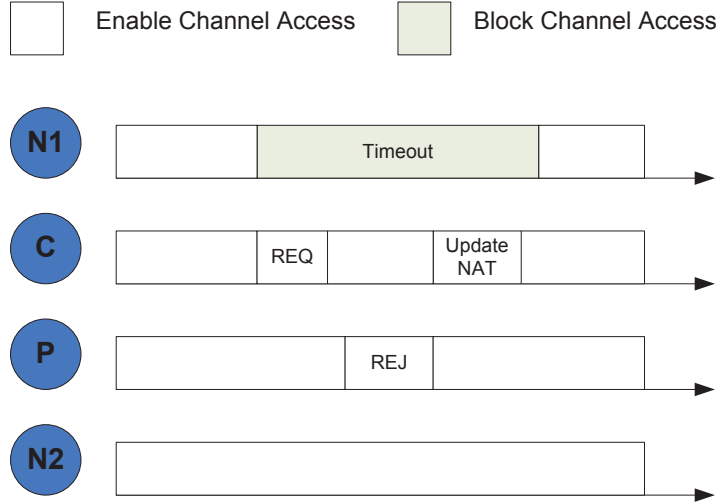 Enable Channel Access
Block Channel Access
N1
Timeout
C
REQ
Update
NAT
P
REJ
N2